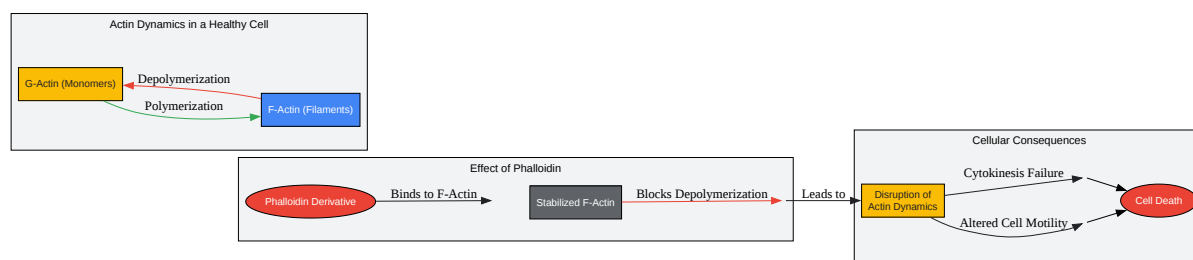 Actin Dynamics in a Healthy Cell
G-Actin (Monomers)
Depolymerization
Polymerization
F-Actin (Filaments)
Effect of Phalloidin
Phalloidin Derivative
Binds to F-Actin
Stabilized F-Actin
Blocks Depolymerization
Leads to
Cellular Consequences
Disruption of
Actin Dynamics
Cytokinesis Failure
Altered Cell Motility
Cell Death